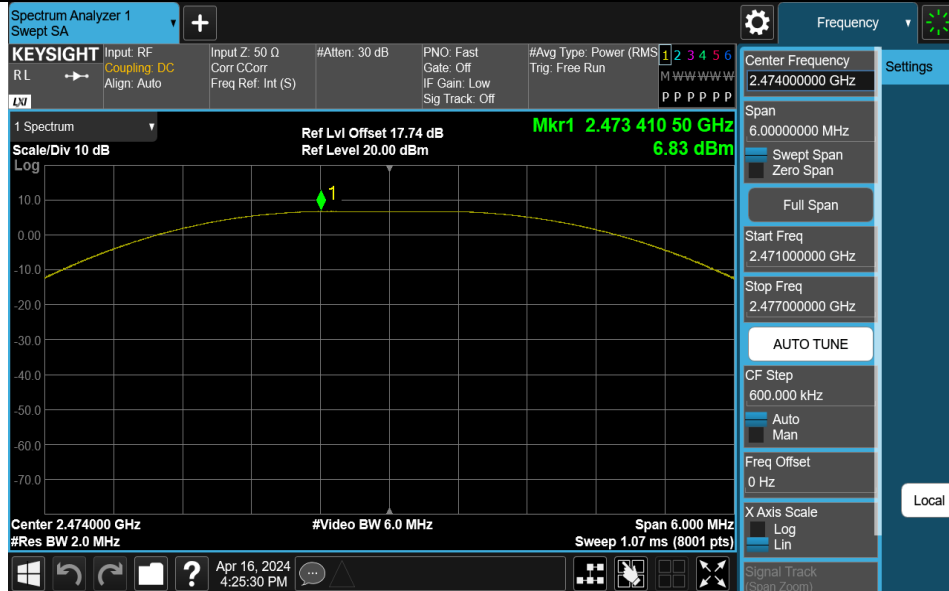 Spectrum Analyzer 1
Swept SA
+
Frequency
KEYSIGHT
RL
LXI
Input: RF
Coupling: DC
Align: Auto
Input Z: 50 Ω
Corr CCorr
Freq Ref: Int (S)
#Atten: 30 dB
PNO: Fast
Gate: Off
IF Gain: Low
Sig Track: Off
#Avg Type: Power (RMS
Trig: Free Run
1 2 3 4 5 6
M W W W W W
P P P P P P
1 Spectrum
Scale/Div 10 dB
Log
Ref Lvl Offset 17.74 dB
Ref Level 20.00 dBm
Mkr1 2.473 410 50 GHz
6.83 dBm
1
10.0
0.00
-10.0
-20.0
-30.0
-40.0
-50.0
-60.0
-70.0
Center 2.474000 GHz
#Res BW 2.0 MHz
#Video BW 6.0 MHz
Span 6.000 MHz
Sweep 1.07 ms (8001 pts)
?
Apr 16, 2024
4:25:30 PM
Center Frequency
2.474000000 GHz
Span
6.00000000 MHz
Swept Span
Zero Span
Full Span
Start Freq
2.471000000 GHz
Stop Freq
2.477000000 GHz
AUTO TUNE
CF Step
600.000 kHz
Auto
Man
Freq Offset
0 Hz
X Axis Scale
Log
Lin
Signal Track
(Span Zoom)
Settings
Local